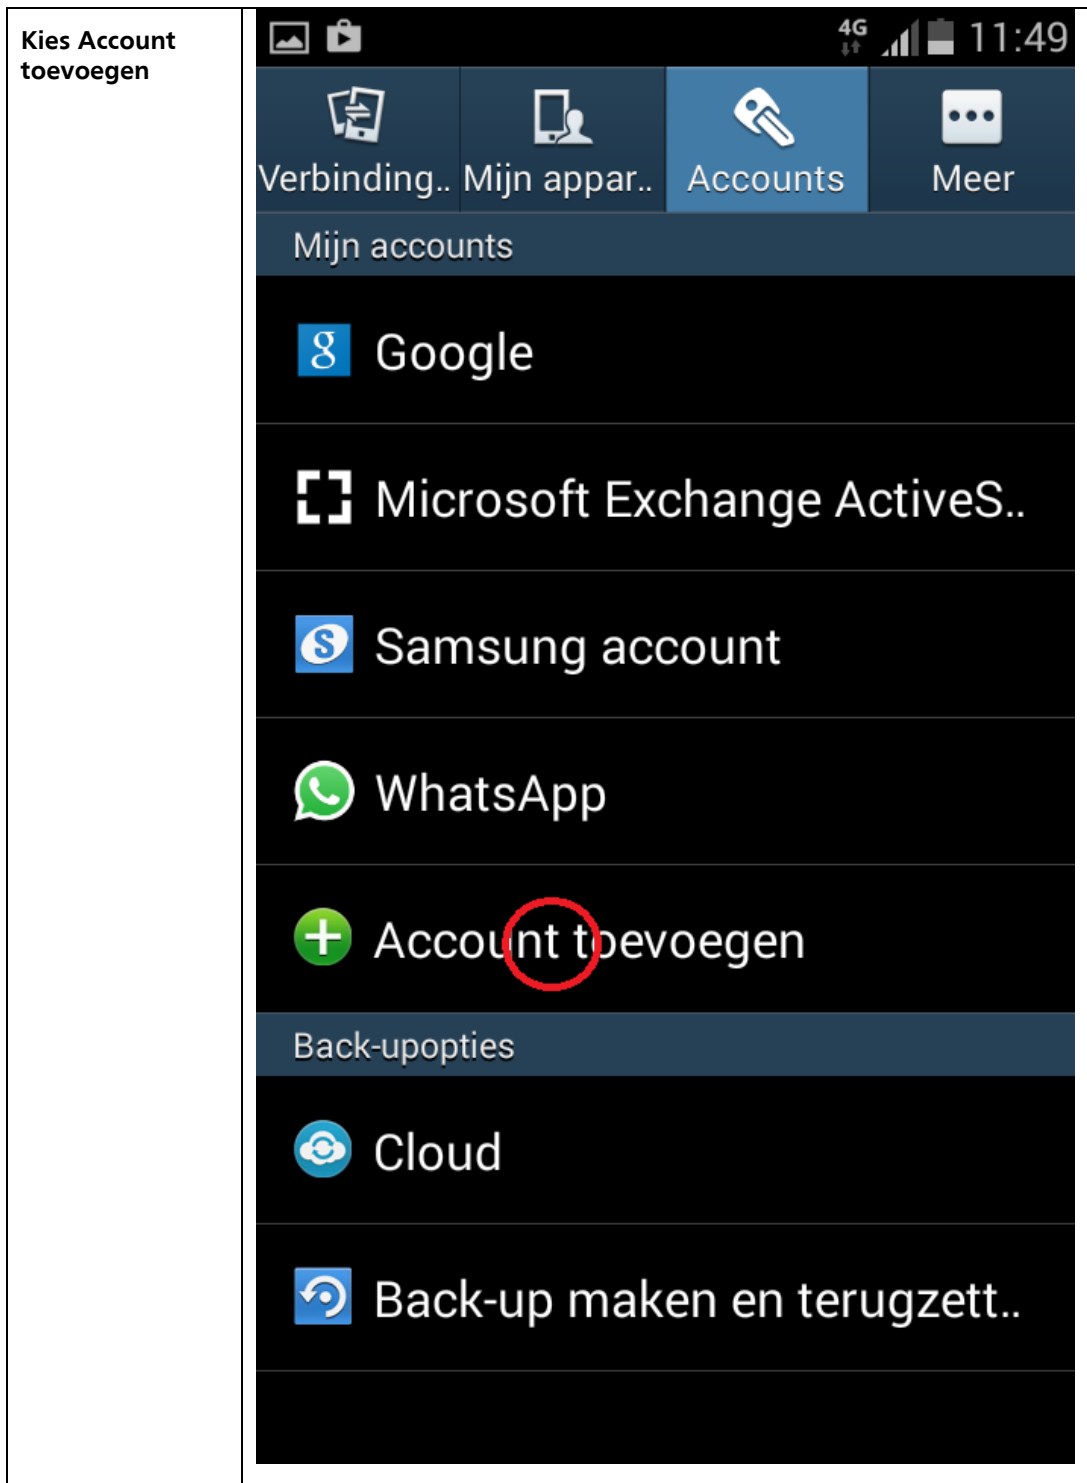 Kies Account
toevoegen
4G 11:49
Verbinding.. Mijn appar.. Accounts Meer
Mijn accounts
Google
Microsoft Exchange ActiveS..
Samsung account
WhatsApp
Account toevoegen
Back-upopties
Cloud
Back-up maken en terugzett..